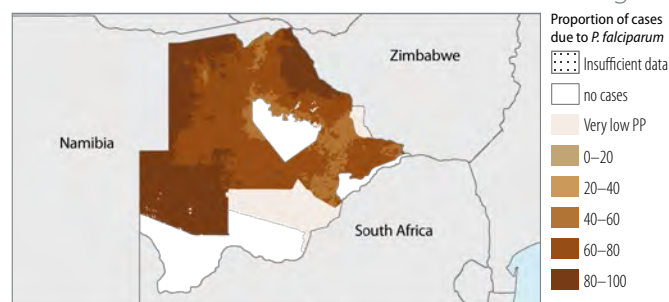 Zimbabwe
Namibia
South Africa
Proportion of cases
due to P. falciparum
Insufficient data
no cases
Very low PP
0–20
20–40
40–60
60–80
80–100